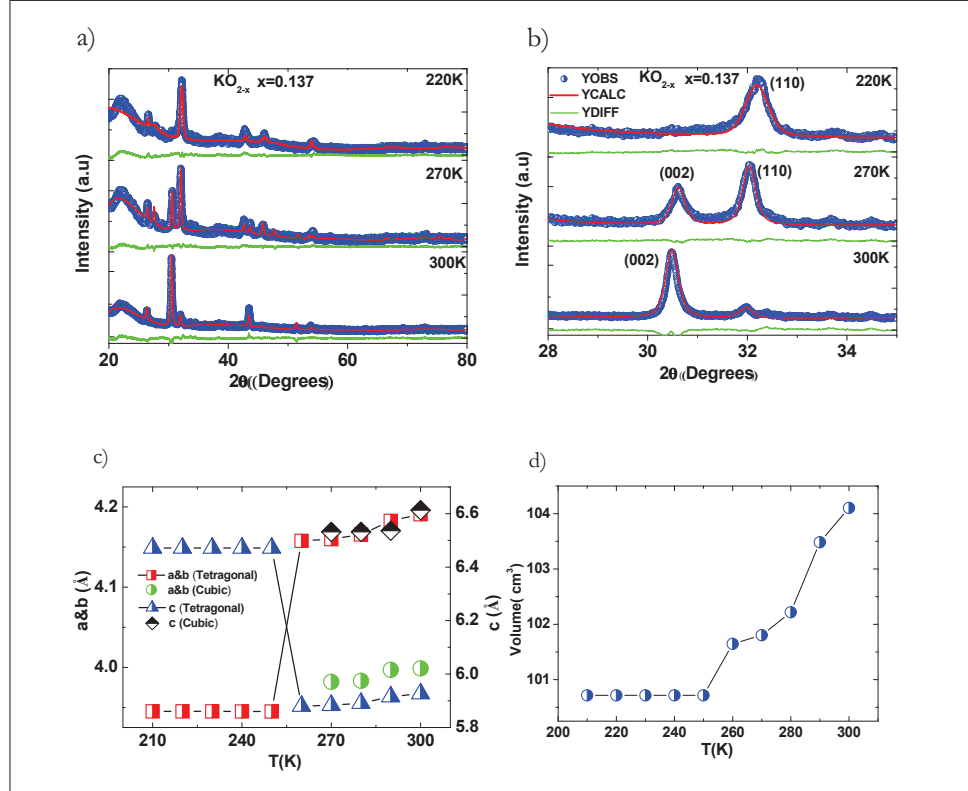 a)
KO2-x x=0.137
220K
270K
300K
Intensity (a.u)
20 40 60 80
2θ((Degrees)
b)
YOBS
YCALC
YDIFF
KO2-x x=0.137
220K
(110)
270K
(002)
(110)
300K
(002)
Intensity (a.u)
28 30 32 34
2θ((Degrees)
c)
4.2
4.1
4.0
a&b (Å)
a&b (Tetragonal)
a&b (Cubic)
c (Tetragonal)
c (Cubic)
6.6
6.4
6.2
6.0
5.8
c (Å)
210 240 270 300
T(K)
d)
104
103
102
101
Volume( cm3)
200 220 240 260 280 300
T(K)